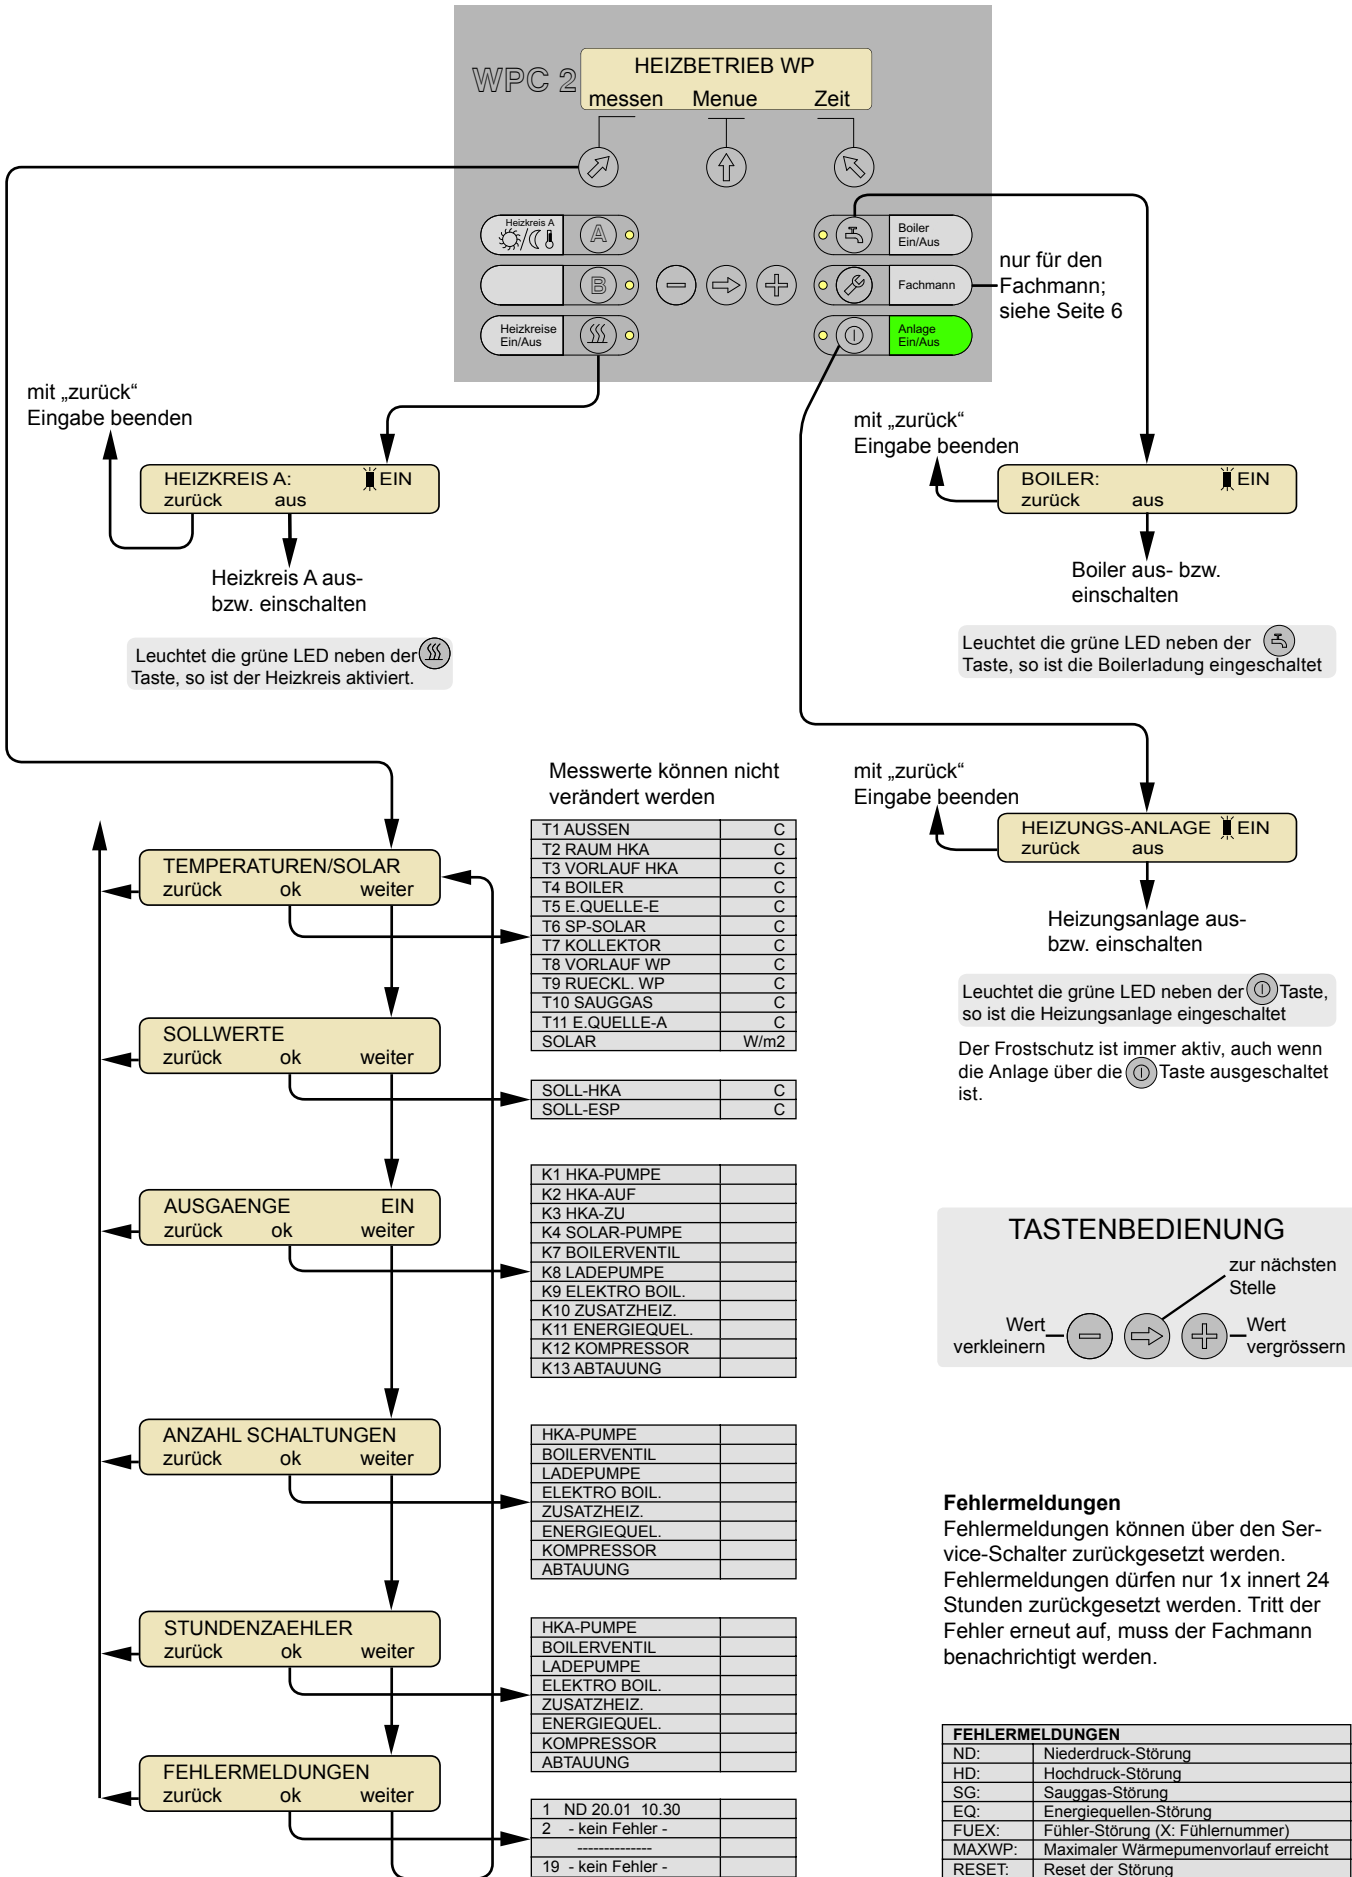 WPC 2
HEIZBETRIEB WP
messen Menue Zeit
Heizkreis A
A
B
Heizkreise
Ein/Aus
Boiler
Ein/Aus
Fachmann
Anlage
Ein/Aus
nur für den
Fachmann;
siehe Seite 6
mit „zurück“
Eingabe beenden
HEIZKREIS A: EIN
zurück aus
Heizkreis A aus-
bzw. einschalten
Leuchtet die grüne LED neben der
Taste, so ist der Heizkreis aktiviert.
mit „zurück“
Eingabe beenden
BOILER: EIN
zurück aus
Boiler aus- bzw.
einschalten
Leuchtet die grüne LED neben der
Taste, so ist die Boilerladung eingeschaltet
mit „zurück“
Eingabe beenden
HEIZUNGS-ANLAGE EIN
zurück aus
Heizungsanlage aus-
bzw. einschalten
Leuchtet die grüne LED neben der Taste,
so ist die Heizungsanlage eingeschaltet
Der Frostschutz ist immer aktiv, auch wenn
die Anlage über die Taste ausgeschaltet
ist.
Messwerte können nicht
verändert werden
TEMPERATUREN/SOLAR
zurück ok weiter
T1 AUSSEN C
T2 RAUM HKA C
T3 VORLAUF HKA C
T4 BOILER C
T5 E.QUELLE-E C
T6 SP-SOLAR C
T7 KOLLEKTOR C
T8 VORLAUF WP C
T9 RUECKL. WP C
T10 SAUGGAS C
T11 E.QUELLE-A C
SOLAR W/m2
SOLLWERTE
zurück ok weiter
SOLL-HKA C
SOLL-ESP C
AUSGAENGE EIN
zurück ok weiter
K1 HKA-PUMPE
K2 HKA-AUF
K3 HKA-ZU
K4 SOLAR-PUMPE
K7 BOILERVENTIL
K8 LADEPUMPE
K9 ELEKTRO BOIL.
K10 ZUSATZHEIZ.
K11 ENERGIEQUEL.
K12 KOMPRESSOR
K13 ABTAUUNG
ANZAHL SCHALTUNGEN
zurück ok weiter
HKA-PUMPE
BOILERVENTIL
LADEPUMPE
ELEKTRO BOIL.
ZUSATZHEIZ.
ENERGIEQUEL.
KOMPRESSOR
ABTAUUNG
STUNDENZAEHLER
zurück ok weiter
HKA-PUMPE
BOILERVENTIL
LADEPUMPE
ELEKTRO BOIL.
ZUSATZHEIZ.
ENERGIEQUEL.
KOMPRESSOR
ABTAUUNG
FEHLERMELDUNGEN
zurück ok weiter
1 ND 20.01 10.30
2 - kein Fehler -
--------------
19 - kein Fehler -
TASTENBEDIENUNG
zur nächsten
Stelle
Wert
verkleinern
Wert
vergrössern
Fehlermeldungen
Fehlermeldungen können über den Ser-
vice-Schalter zurückgesetzt werden.
Fehlermeldungen dürfen nur 1x innert 24
Stunden zurückgesetzt werden. Tritt der
Fehler erneut auf, muss der Fachmann
benachrichtigt werden.
FEHLERMELDUNGEN
ND: Niederdruck-Störung
HD: Hochdruck-Störung
SG: Sauggas-Störung
EQ: Energiequellen-Störung
FUEX: Fühler-Störung (X: Fühlernummer)
MAXWP: Maximaler Wärmepumenvorlauf erreicht
RESET: Reset der Störung